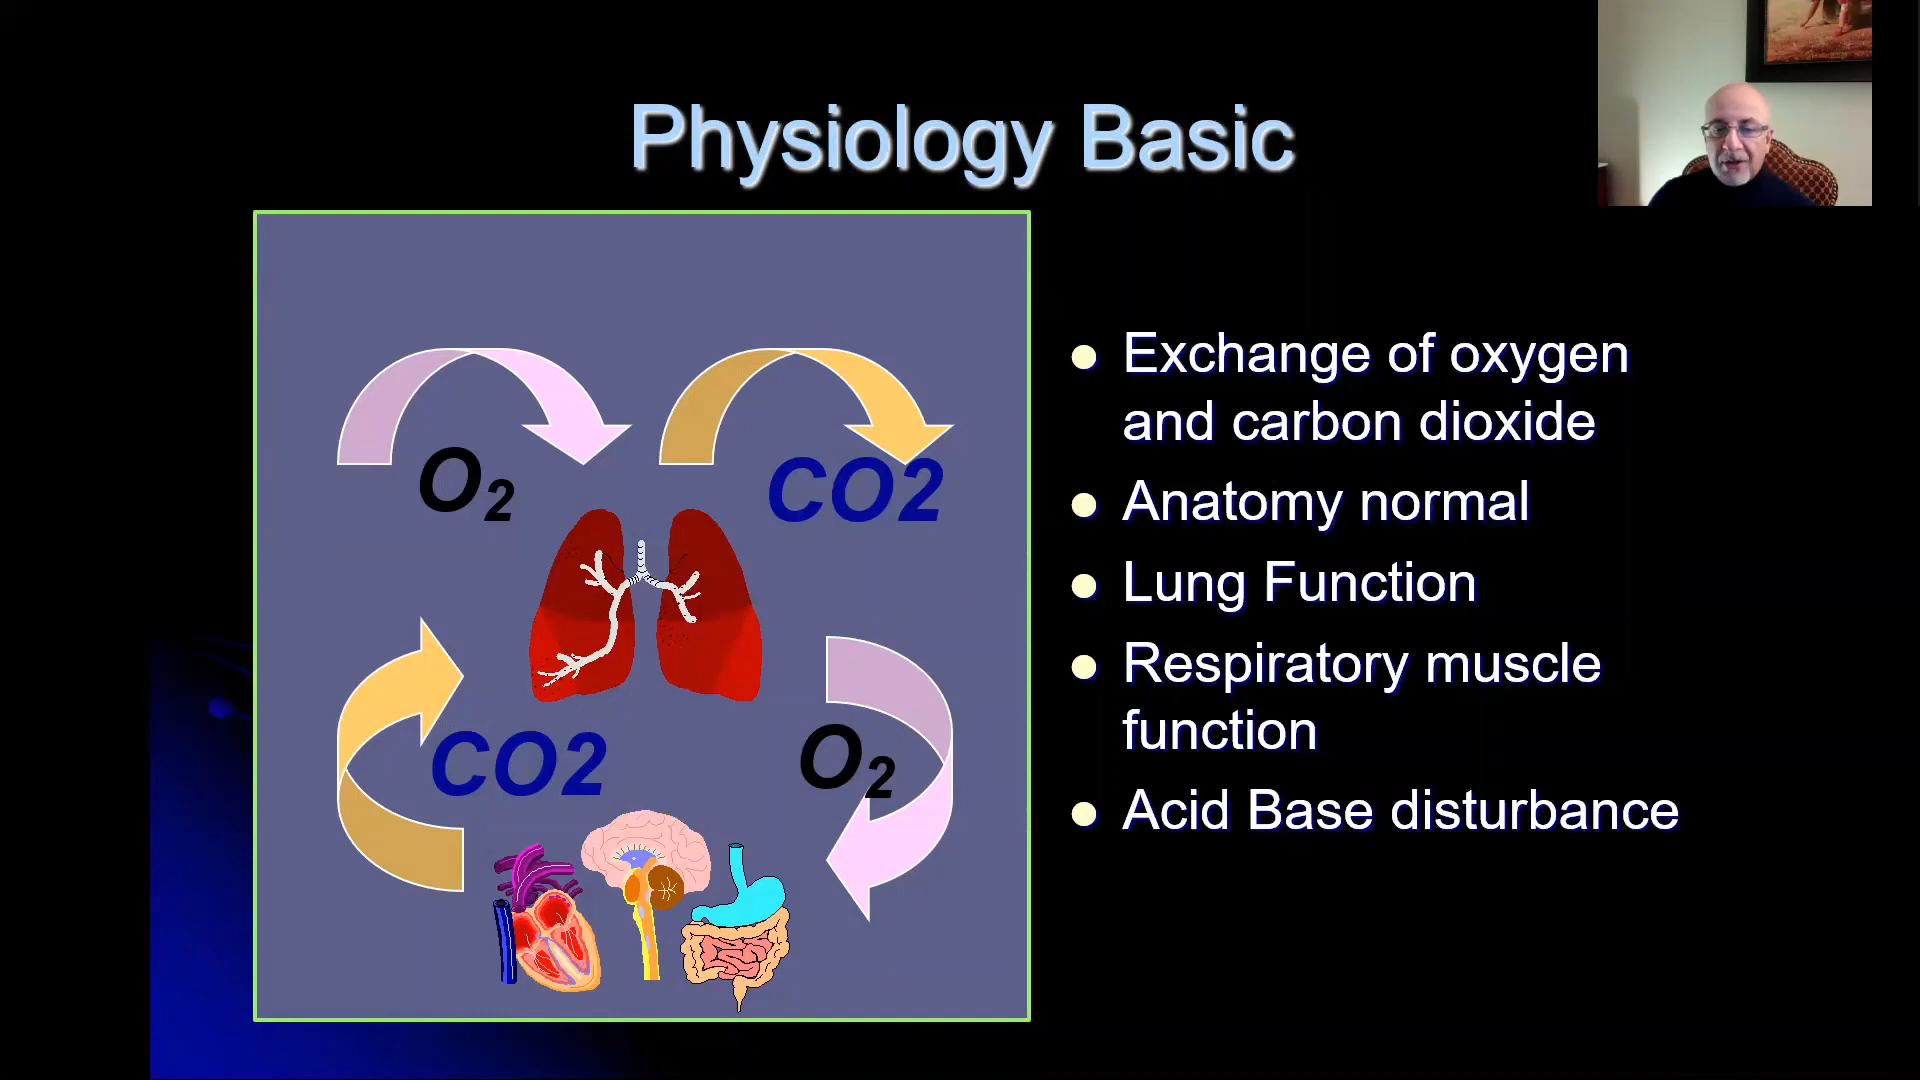 Physiology Basic
O2
CO2
CO2
O2
Exchange of oxygen
and carbon dioxide
Anatomy normal
Lung Function
Respiratory muscle
function
Acid Base disturbance